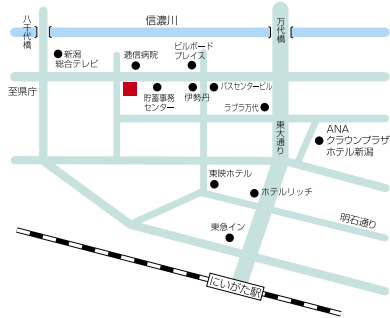 八千代橋
信濃川
万代橋
新潟
総合テレビ
逓信病院
ビルボード
プレイス
至県庁
貯蓄事務
センター
伊勢丹
バスセンタービル
ラブラ万代
東大通り
ANA
クラウンプラザ
ホテル新潟
東映ホテル
ホテルリッチ
明石通り
東急イン
にいがた駅